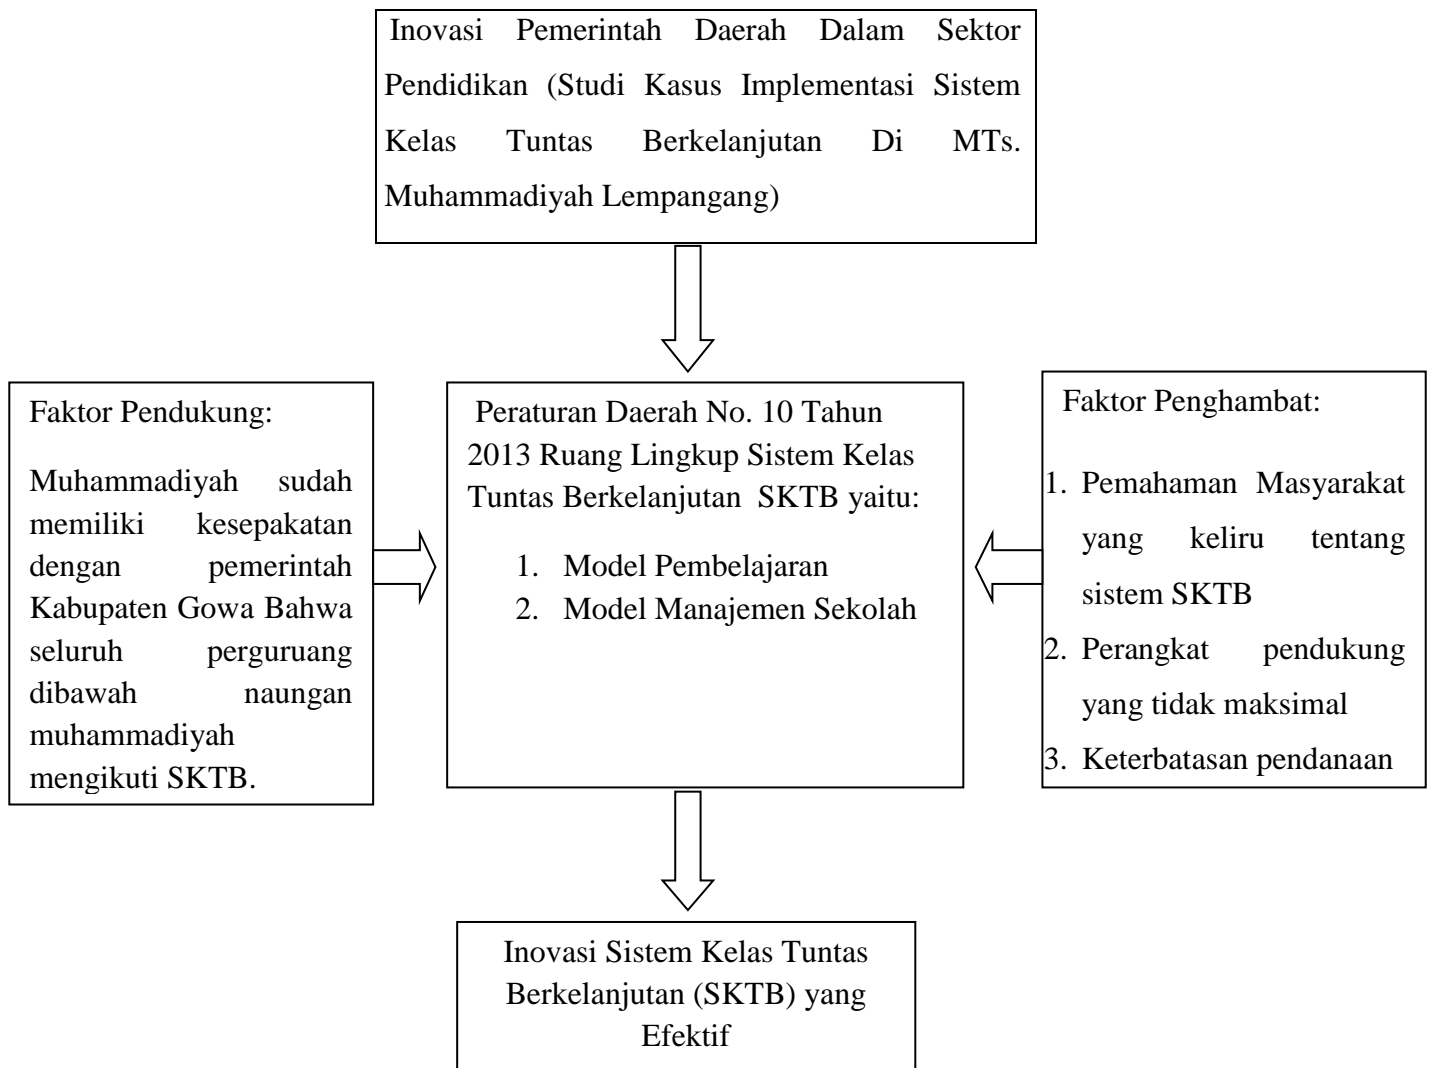 Inovasi Pemerintah Daerah Dalam Sektor
Pendidikan (Studi Kasus Implementasi Sistem
Kelas Tuntas Berkelanjutan Di MTs.
Muhammadiyah Lempangang)
Faktor Pendukung:
Muhammadiyah sudah
memiliki kesepakatan
dengan pemerintah
Kabupaten Gowa Bahwa
seluruh perguruang
dibawah naungan
muhammadiyah
mengikuti SKTB.
Peraturan Daerah No. 10 Tahun
2013 Ruang Lingkup Sistem Kelas
Tuntas Berkelanjutan SKTB yaitu:
1. Model Pembelajaran
2. Model Manajemen Sekolah
Faktor Penghambat:
1. Pemahaman Masyarakat
yang keliru tentang
sistem SKTB
2. Perangkat pendukung
yang tidak maksimal
3. Keterbatasan pendanaan
Inovasi Sistem Kelas Tuntas
Berkelanjutan (SKTB) yang
Efektif